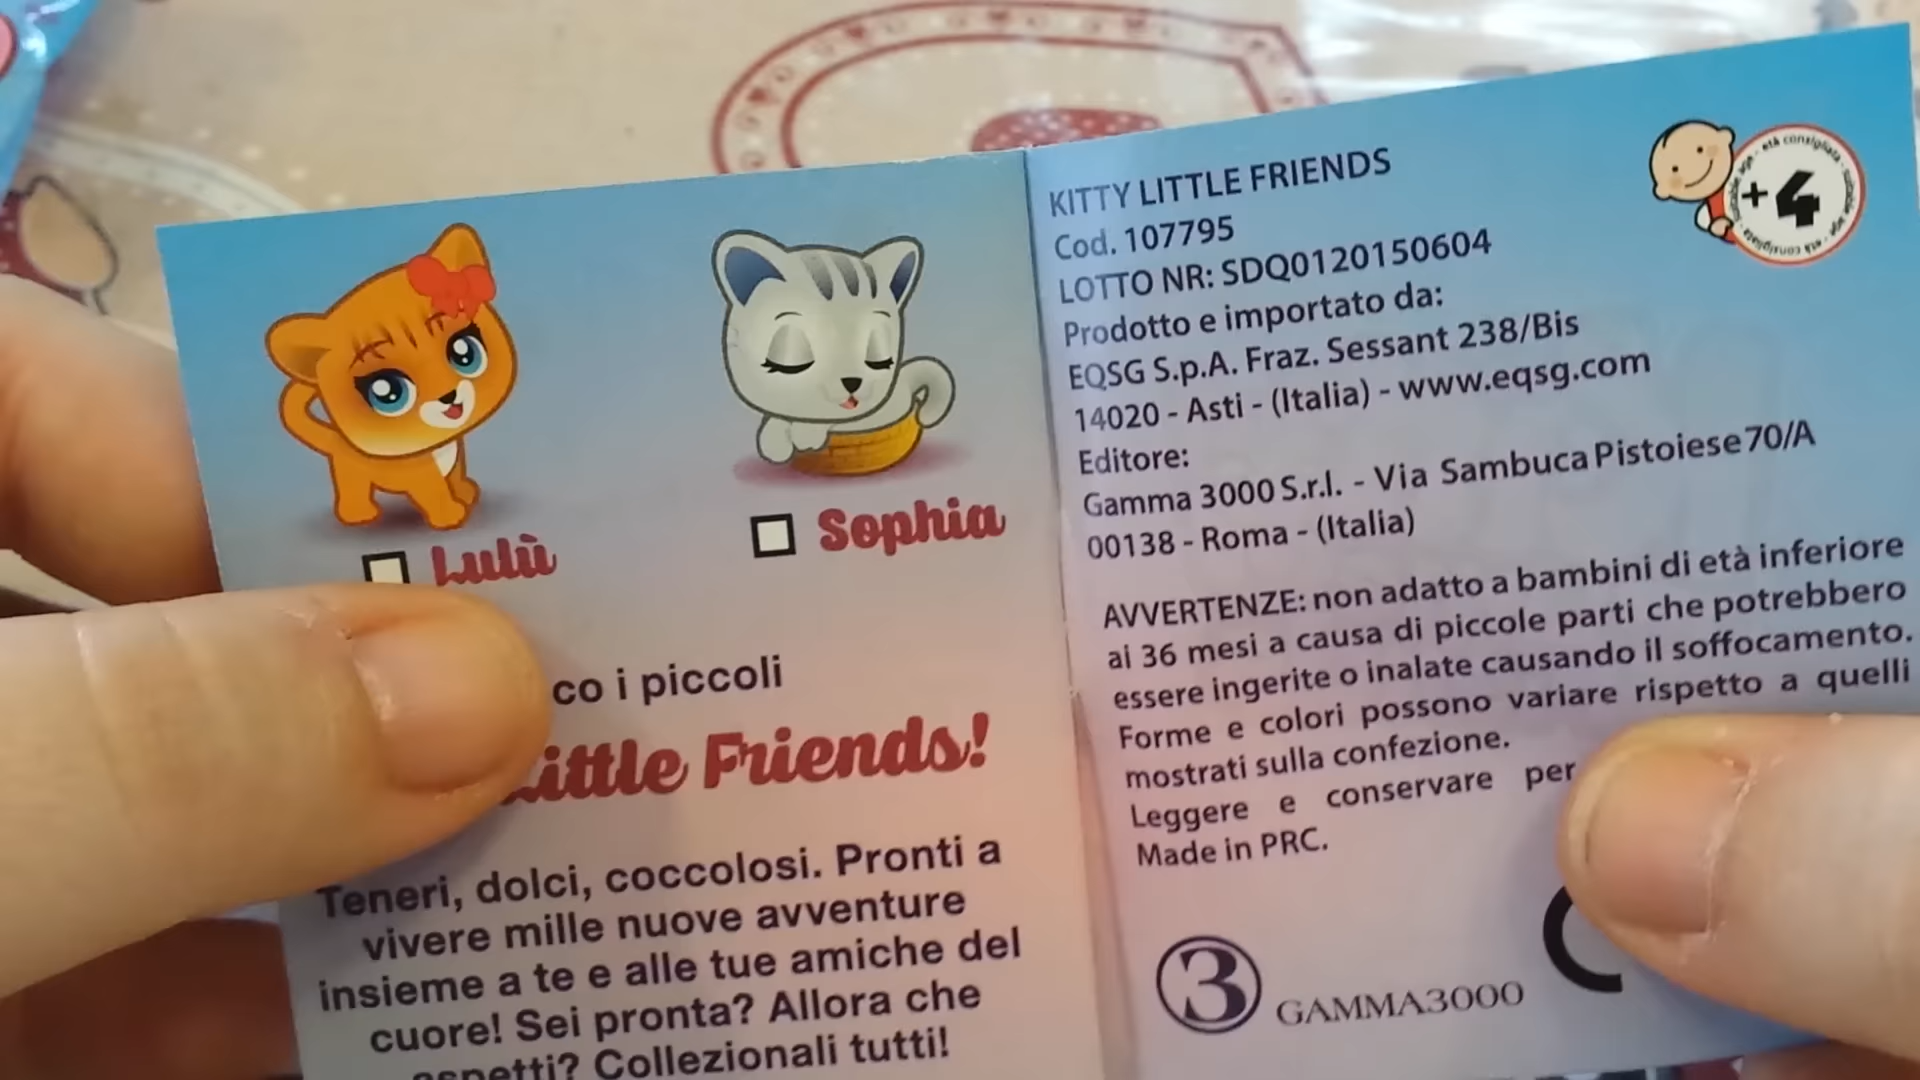 Lulù
Sophia
co i piccoli
Little Friends!
Teneri, dolci, coccolosi. Pronti a
vivere mille nuove avventure
insieme a te e alle tue amiche del
cuore! Sei pronta? Allora che
aspetti? Collezionali tutti!
KITTY LITTLE FRIENDS
Cod. 107795
LOTTO NR: SDQ0120150604
Prodotto e importato da:
EQSG S.p.A. Fraz. Sessant 238/Bis
14020 - Asti - (Italia) - www.eqsg.com
Editore:
Gamma 3000 S.r.l. - Via Sambuca Pistoiese 70/A
00138 - Roma - (Italia)
AVVERTENZE: non adatto a bambini di età inferiore
ai 36 mesi a causa di piccole parti che potrebbero
essere ingerite o inalate causando il soffocamento.
Forme e colori possono variare rispetto a quelli
mostrati sulla confezione.
Leggere e conservare per
Made in PRC.
3 GAMMA3000
+4
età consigliata